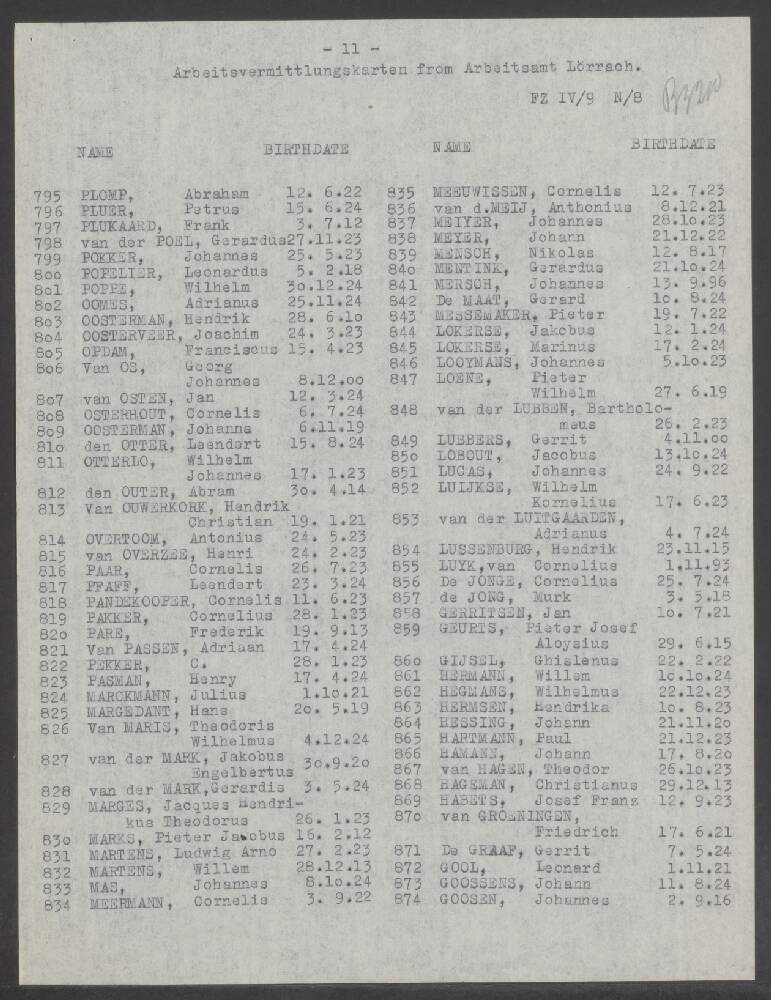 - 11 -
Arbeitsvermittlungskarten from Arbeitsamt Lörrach.
FZ IV/9 N/8
NAME BIRTHDATE
795 PLOMP, Abraham 12. 6.22
796 PLUER, Petrus 15. 6.24
797 PLUKAARD, Frank 3. 7.12
798 van der POEL, Gerardus27.11.23
799 POKKER, Johannes 25. 5.23
8oo POPELIER, Leonardus 5. 2.18
8o1 POPPE, Wilhelm 3o.12.24
8o2 OOMES, Adrianus 25.11.24
8o3 OOSTERMAN, Hendrik 28. 6.1o
8o4 OOSTERVEER, Joachim 24. 3.23
8o5 OPDAM, Franciscus 15. 4.23
8o6 Van OS, Georg
Johannes 8.12.oo
8o7 van OSTEN, Jan 12. 3.24
8o8 OSTERHOUT, Cornelis 6. 7.24
8o9 OOSTERMAN, Johanns 6.11.19
81o den OTTER, Leendert 15. 8.24
811 OTTERLO, Wilhelm
Johannes 17. 1.23
812 den OUTER, Abram 3o. 4.14
813 Van OUWERKORK, Hendrik
Christian 19. 1.21
814 OVERTOOM, Antonius 24. 5.23
815 van OVERZEE, Henri 24. 2.23
816 PAAR, Cornelis 26. 7.23
817 PFAFF, Leendert 23. 3.24
818 PANDEKOOPER, Cornelis 11. 6.23
819 PAKKER, Cornelius 28. 1.23
82o PARE, Frederik 19. 9.13
821 Van PASSEN, Adriaan 17. 4.24
822 PEKKER, C. 28. 1.23
823 PASMAN, Henry 17. 4.24
824 MARCKMANN, Julius 1.1o.21
825 MARGEDANT, Hans 2o. 5.19
826 Van MARIS, Theodoris
Wilhelmus 4.12.24
827 van der MARK, Jakobus
Engelbertus 3o.9.2o
828 van der MARK,Gerardis 3. 5.24
829 MARGES, Jacques Hendri-
kus Theodorus 26. 1.23
83o MARKS, Pieter Jacobus 16. 2.12
831 MARTENS, Ludwig Arno 27. 2.23
832 MARTENS, Willem 28.12.13
833 MAS, Johannes 8.1o.24
834 MEERMANN, Cornelis 3. 9.22
NAME BIRTHDATE
835 MEEUWISSEN, Cornelis 12. 7.23
836 van d.MEIJ, Anthonius 8.12.21
837 MEIYER, Johannes 28.1o.23
838 MEYER, Johann 21.12.22
839 MENSCH, Nikolas 12. 8.17
84o MENTINK, Gerardus 21.1o.24
841 MERSCH, Johannes 13. 9.96
842 De MAAT, Gerard 1o. 8.24
843 MESSEMAKER, Pieter 19. 7.22
844 LOKERSE, Jakobus 12. 1.24
845 LOKERSE, Marinus 17. 2.24
846 LOOYMANS, Johannes 5.1o.23
847 LOENE, Pieter
Wilhelm 27. 6.19
848 van der LUBBEN, Bartholo-
meus 26. 2.23
849 LUBBERS, Gerrit 4.11.oo
85o LOBOUT, Jacobus 13.1o.24
851 LUCAS, Johannes 24. 9.22
852 LUIJKSE, Wilhelm
Kornelius 17. 6.23
853 van der LUITGAARDEN,
Adrianus 4. 7.24
854 LUSSENBURG, Hendrik 23.11.15
855 LUYK,van Cornelius 1.11.93
856 De JONGE, Cornelius 25. 7.24
857 de JONG, Murk 3. 5.18
858 GERRITSEN, Jan 1o. 7.21
859 GEURTS, Pieter Josef
Aloysius 29. 6.15
86o GIJSEL, Ghislenus 22. 2.22
861 HERMANN, Willem 1o.1o.24
862 HEGMANS, Wilhelmus 22.12.23
863 HERMSEN, Hendrika 1o. 8.23
864 HESSING, Johann 21.11.2o
865 HARTMANN, Paul 21.12.23
866 HAMANN, Johann 17. 8.2o
867 van HAGEN, Theodor 26.1o.23
868 HAGEMAN, Christianus 29.12.13
869 HABETS, Josef Franz 12. 9.23
87o van GROENINGEN,
Friedrich 17. 6.21
871 De GRAAF, Gerrit 7. 5.24
872 GOOL, Leonard 1.11.21
873 GOOSSENS, Johann 11. 8.24
874 GOOSEN, Johannes 2. 9.16